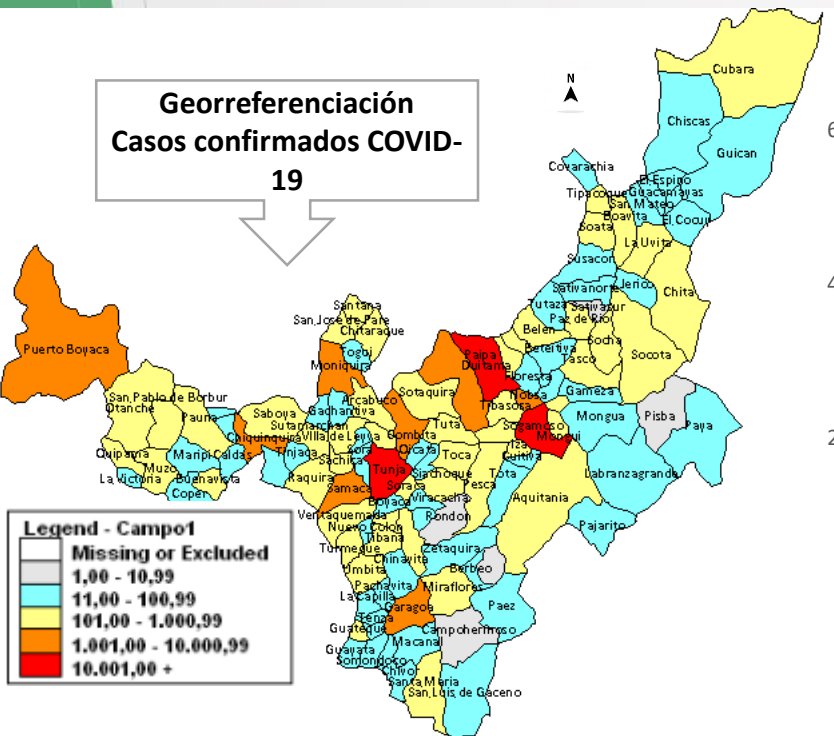 Georreferenciación
Casos confirmados COVID-
19
N
6
4
2
Cubara
Chiscas
Guican
Covarachia
El Espino
Tipacoque
Guacamayas
San Mateo
Boavita
El Cocuy
Soata
La Uvita
Susacon
Sativanorte
Jerico
Chita
Tutaza
Sativasur
Paz de Rio
Belen
Socha
Beteitiva
Tasco
Socota
Santana
San Jose de Pare
Chitaraque
Togui
Moniquira
Puerto Boyaca
Paipa
Duitama
Floresta
Nobsa
Gameza
Tibasosa
Mongua
Pisba
Paya
San Pablo de Borbur
Otanche
Pauna
Saboya
Arcabuco
Sotaquira
Gachantiva
Sutamarchan
Villa de Leyva
Combita
Tuta
Sogamoso
Mongui
Chiquinquira
Quipama
Muzo
Maripi
Caldas
Tinjaca
Sora
Oicata
Toca
Iza
Cuitiva
Labranzagrande
La Victoria
Buenavista
Coper
Raquira
Sachica
Tunja
Siachoque
Soraca
Pesca
Tota
Aquitania
Samaca
Boyaca
Viracacha
Rondon
Pajarito
Ventaquemada
Nuevo Colon
Tibana
Turmeque
Umbita
Chinavita
Zetaquira
Berbeo
Pachavita
Miraflores
La Capilla
Garagoa
Paez
Tenza
Guateque
Campohermoso
Macanal
Guayata
Somondoco
Chivor
Santa Maria
San Luis de Gaceno
Legend - Campo1
Missing or Excluded
1,00 - 10,99
11,00 - 100,99
101,00 - 1.000,99
1.001,00 - 10.000,99
10.001,00 +